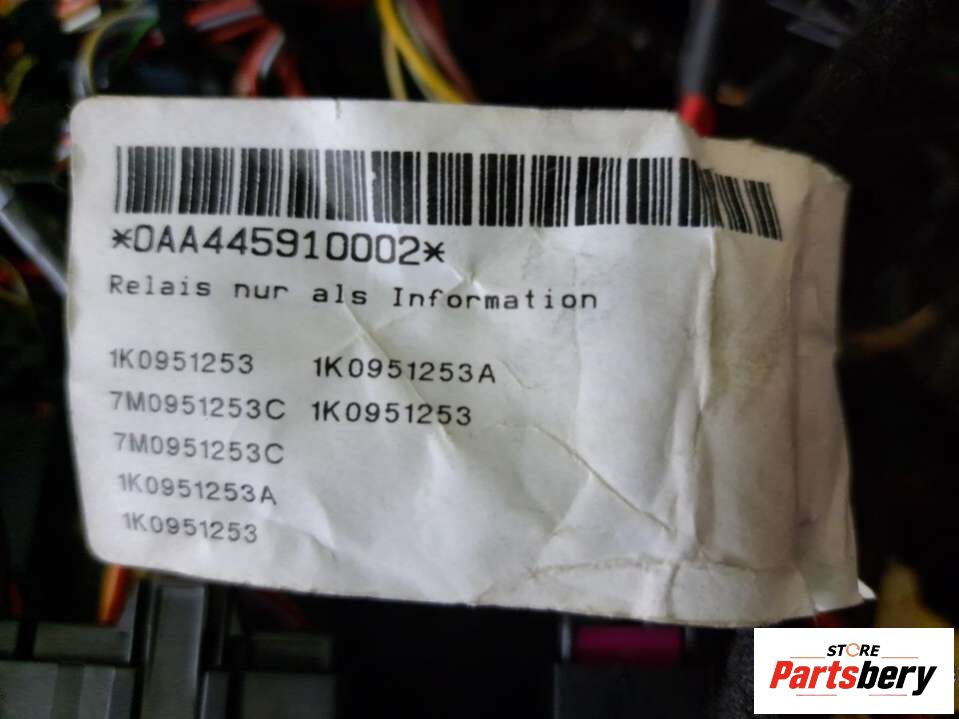 *0AA445910002*
Relais nur als Information
1K0951253 1K0951253A
7M0951253C 1K0951253
7M0951253C
1K0951253A
1K0951253
STORE
Partsbery